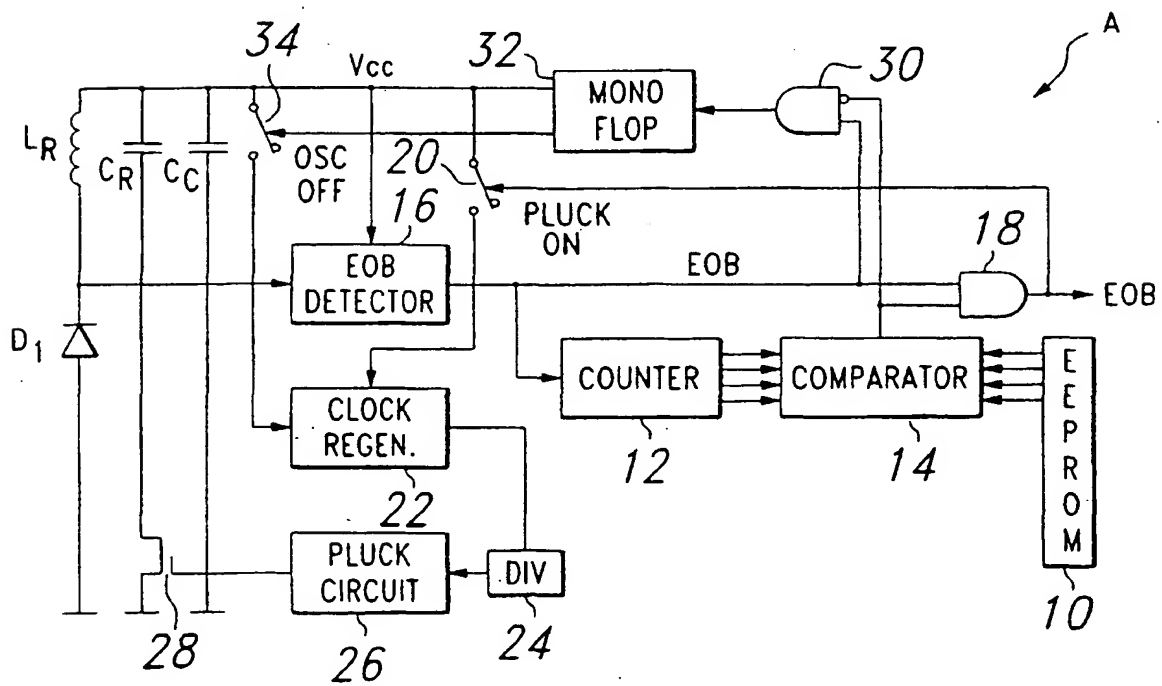 A
34
Vcc
32
MONO
FLOP
30
LR
CR
CC
OSC
OFF
20
PLUCK
ON
16
EOB
DETECTOR
EOB
18
EOB
D1
COUNTER
COMPARATOR
EEPROM
CLOCK
REGEN.
12
14
22
PLUCK
CIRCUIT
DIV
10
28
26
24